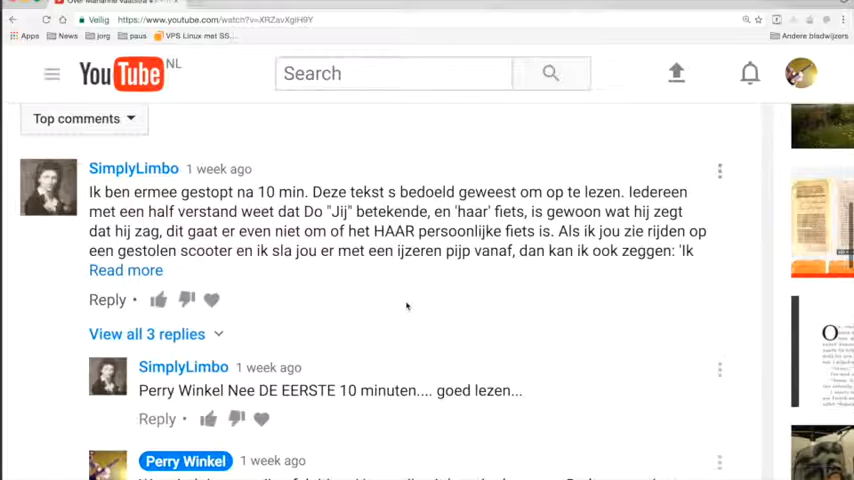 Over Marianne Vaatstra
Veilig https://www.youtube.com/watch?v=XRZavXgIH9Y
Apps News jorg paus VPS Linux met SS... Andere bladwijzers
YouTube NL Search
Top comments
SimplyLimbo 1 week ago
Ik ben ermee gestopt na 10 min. Deze tekst s bedoeld geweest om op te lezen. Iedereen
met een half verstand weet dat Do "Jij" betekende, en 'haar' fiets, is gewoon wat hij zegt
dat hij zag, dit gaat er even niet om of het HAAR persoonlijke fiets is. Als ik jou zie rijden op
een gestolen scooter en ik sla jou er met een ijzeren pijp vanaf, dan kan ik ook zeggen: 'Ik
Read more
Reply
View all 3 replies
SimplyLimbo 1 week ago
Perry Winkel Nee DE EERSTE 10 minuten.... goed lezen...
Reply
Perry Winkel 1 week ago